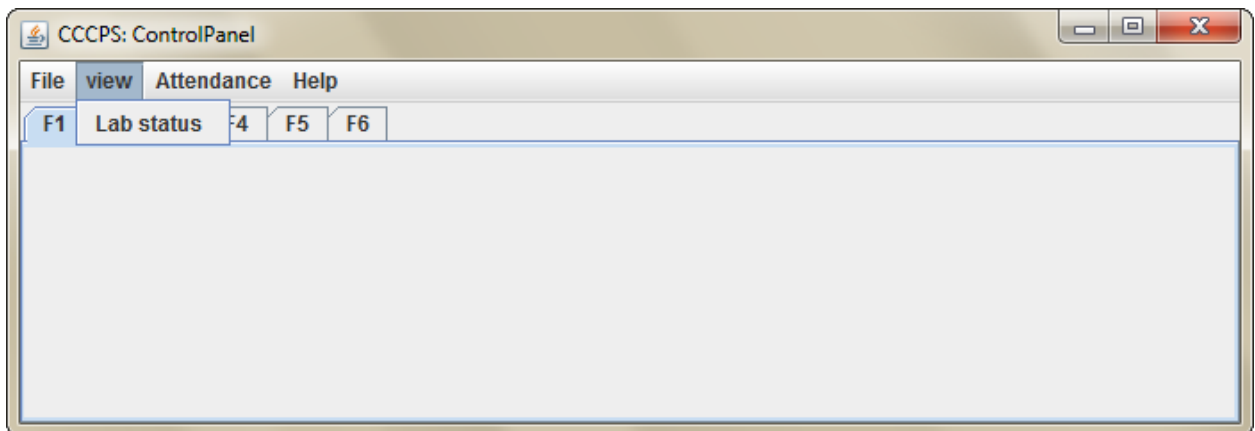 CCCPS: ControlPanel
File view Attendance Help
F1 Lab status F4 F5 F6